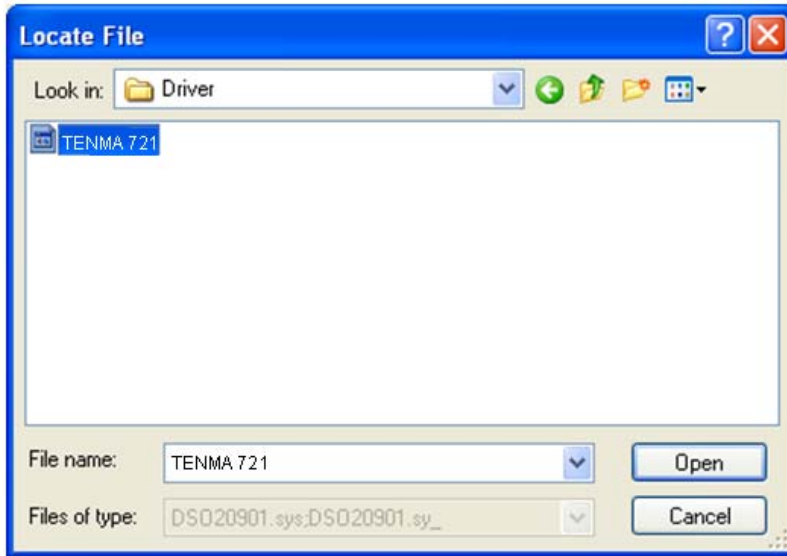 Locate File
Look in: Driver
TENMA 721
File name: TENMA 721 Open
Files of type: DSO20901.sys;DSO20901.sy_ Cancel